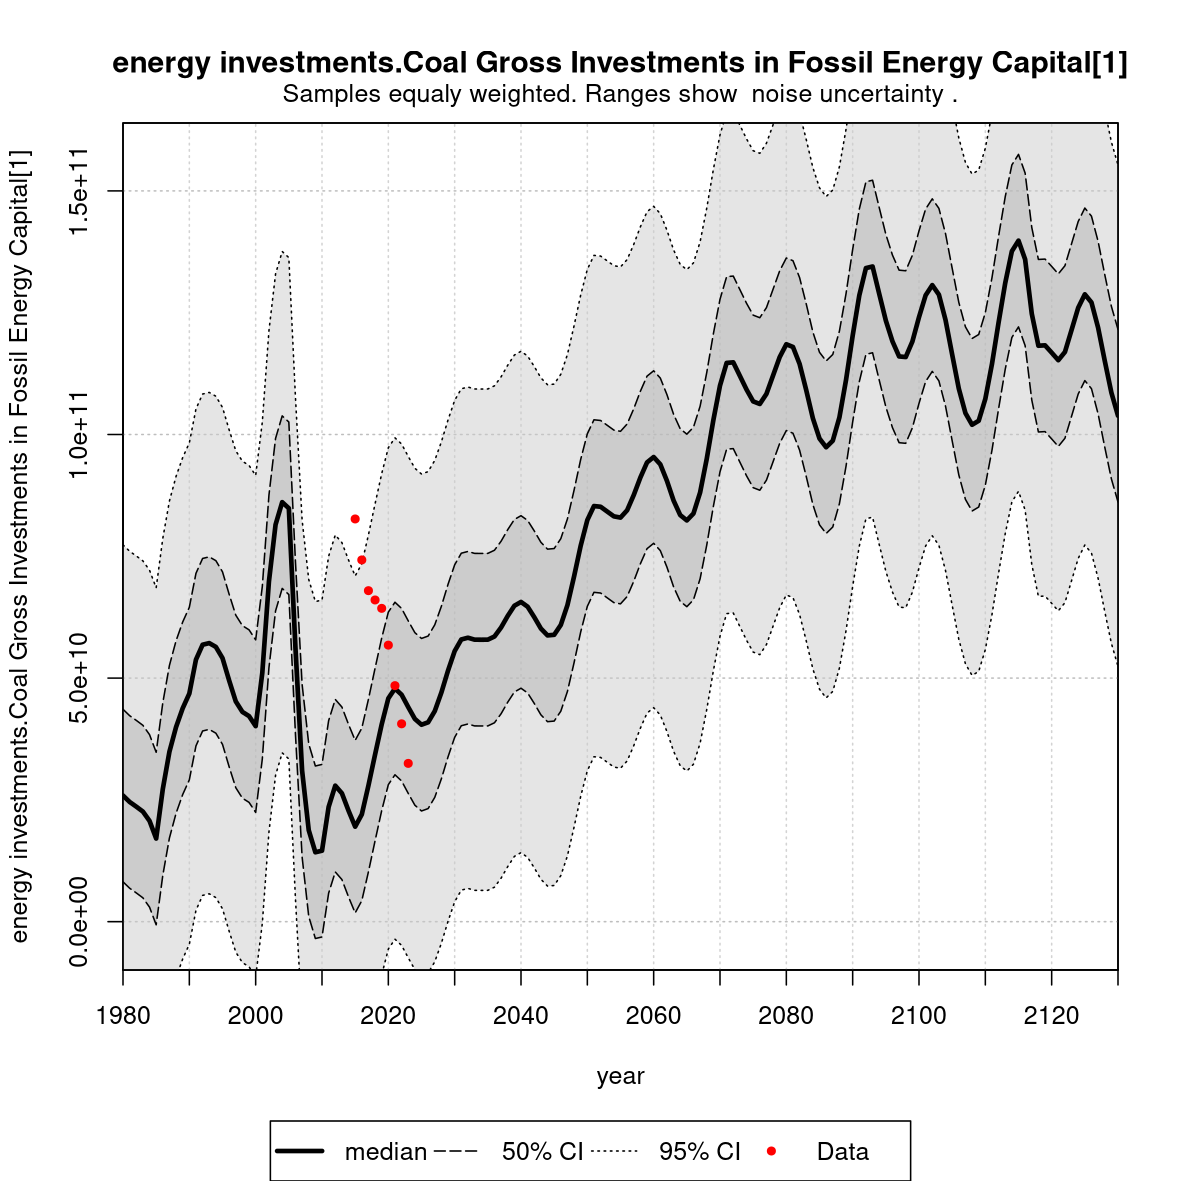 energy investments.Coal Gross Investments in Fossil Energy Capital[1]
Samples equaly weighted. Ranges show  noise uncertainty .
energy investments.Coal Gross Investments in Fossil Energy Capital[1]
1.5e+11
1.0e+11
5.0e+10
0.0e+00
1980 2000 2020 2040 2060 2080 2100 2120
year
median 50% CI 95% CI Data